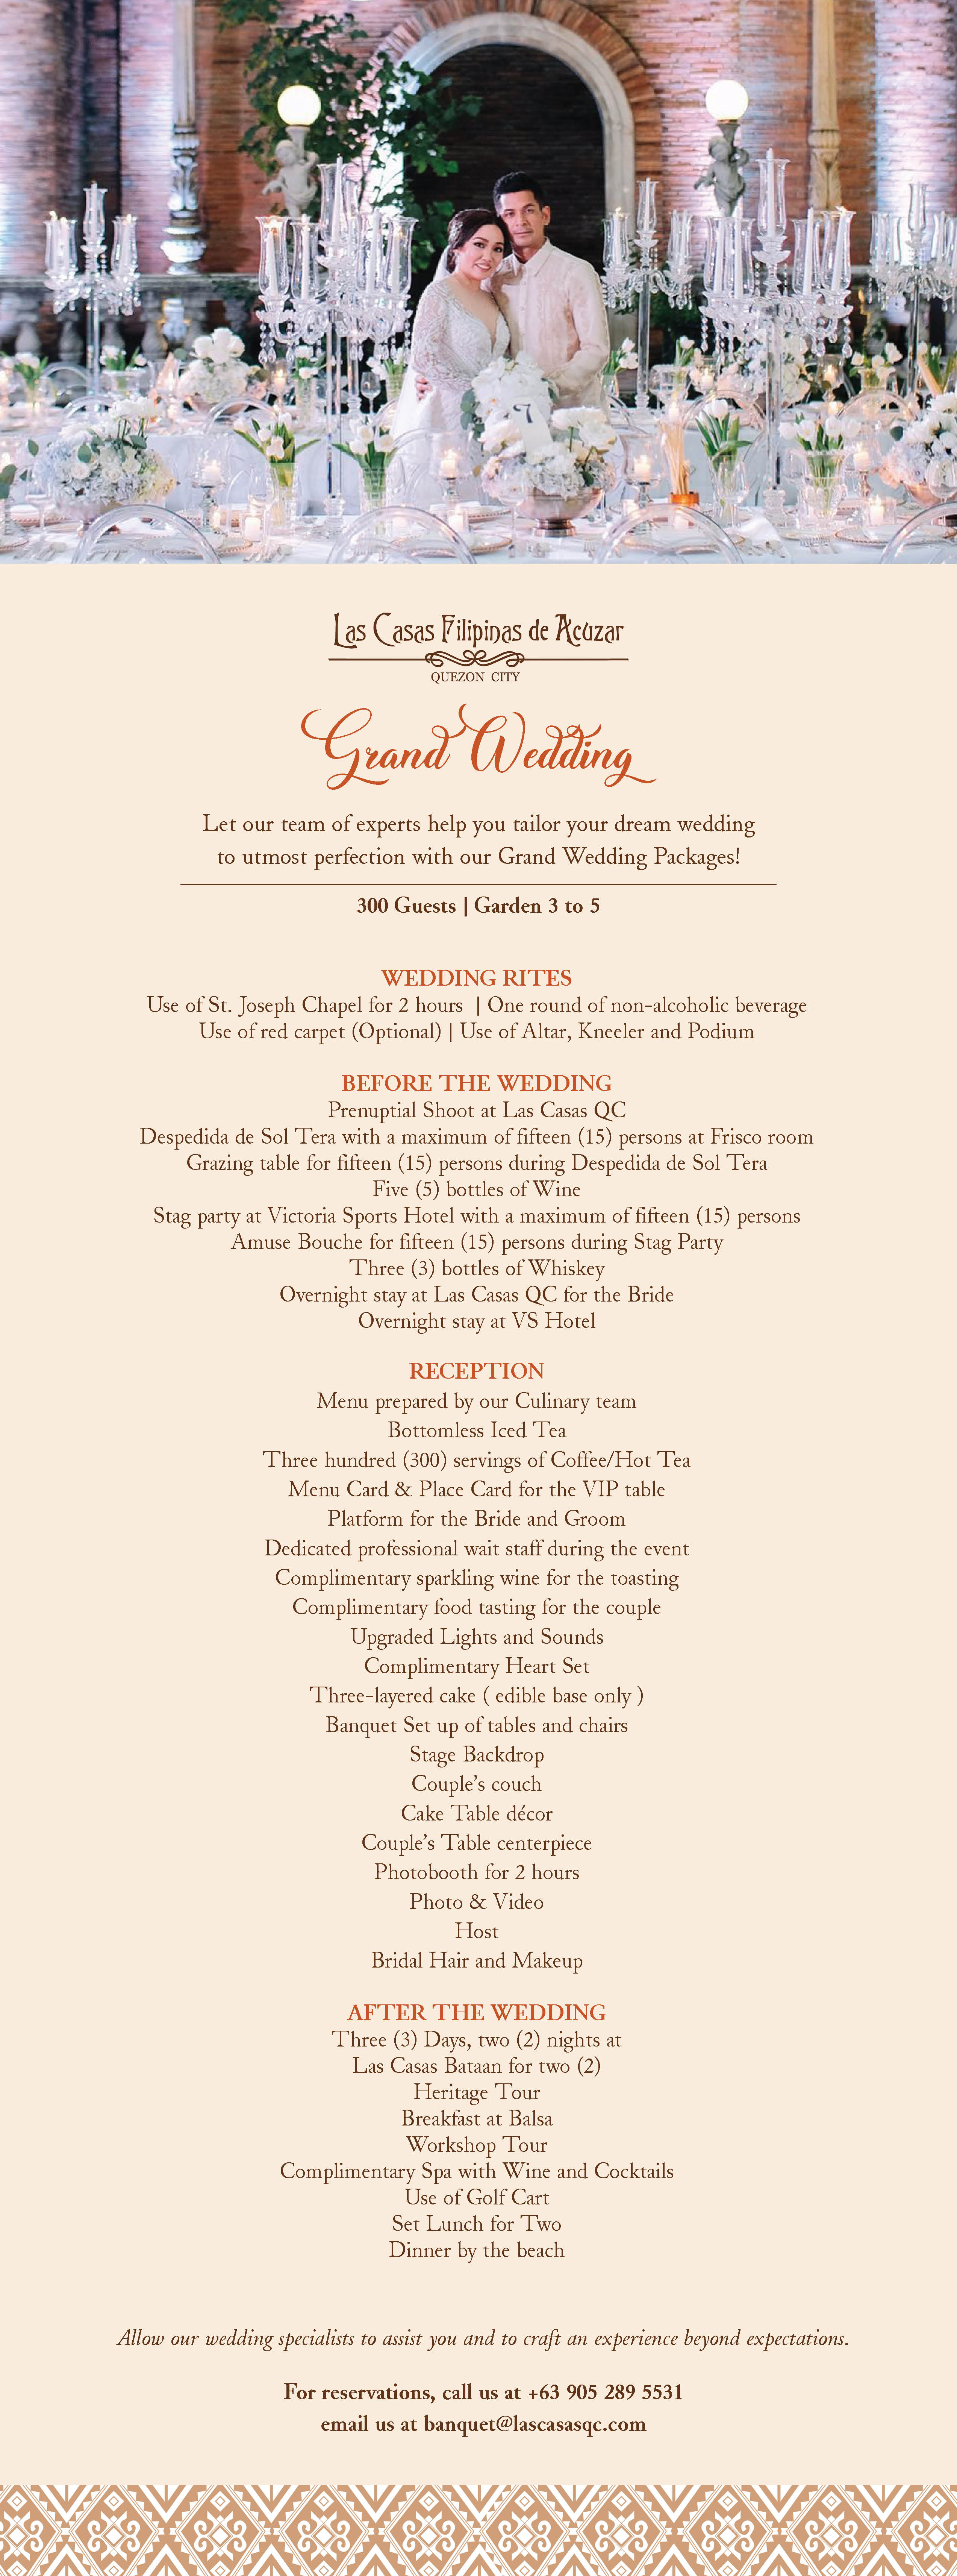 7
Las Casas Filipinas de Acuzar
QUEZON CITY
Grand Wedding
Let our team of experts help you tailor your dream wedding
to utmost perfection with our Grand Wedding Packages!
300 Guests | Garden 3 to 5
WEDDING RITES
Use of St. Joseph Chapel for 2 hours | One round of non-alcoholic beverage
Use of red carpet (Optional) | Use of Altar, Kneeler and Podium
BEFORE THE WEDDING
Prenuptial Shoot at Las Casas QC
Despedida de Sol Tera with a maximum of fifteen (15) persons at Frisco room
Grazing table for fifteen (15) persons during Despedida de Sol Tera
Five (5) bottles of Wine
Stag party at Victoria Sports Hotel with a maximum of fifteen (15) persons
Amuse Bouche for fifteen (15) persons during Stag Party
Three (3) bottles of Whiskey
Overnight stay at Las Casas QC for the Bride
Overnight stay at VS Hotel
RECEPTION
Menu prepared by our Culinary team
Bottomless Iced Tea
Three hundred (300) servings of Coffee/Hot Tea
Menu Card & Place Card for the VIP table
Platform for the Bride and Groom
Dedicated professional wait staff during the event
Complimentary sparkling wine for the toasting
Complimentary food tasting for the couple
Upgraded Lights and Sounds
Complimentary Heart Set
Three-layered cake ( edible base only )
Banquet Set up of tables and chairs
Stage Backdrop
Couple’s couch
Cake Table décor
Couple’s Table centerpiece
Photobooth for 2 hours
Photo & Video
Host
Bridal Hair and Makeup
AFTER THE WEDDING
Three (3) Days, two (2) nights at
Las Casas Bataan for two (2)
Heritage Tour
Breakfast at Balsa
Workshop Tour
Complimentary Spa with Wine and Cocktails
Use of Golf Cart
Set Lunch for Two
Dinner by the beach
Allow our wedding specialists to assist you and to craft an experience beyond expectations.
For reservations, call us at +63 905 289 5531
email us at banquet@lascasasqc.com